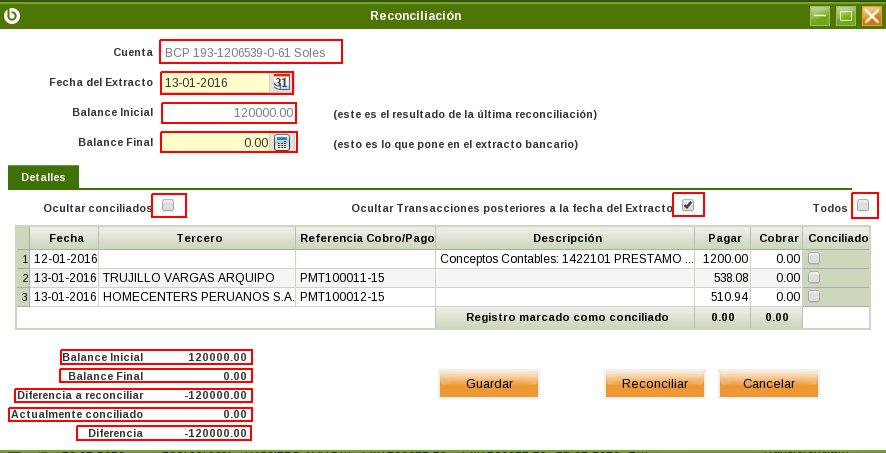 Reconciliación
Cuenta BCP 193-1206539-0-61 Soles
Fecha del Extracto 13-01-2016 31
Balance Inicial 120000.00 (este es el resultado de la última reconciliación)
Balance Final 0.00 (esto es lo que pone en el extracto bancario)
Detalles
Ocultar conciliados Ocultar Transacciones posteriores a la fecha del Extracto Todos
Fecha Tercero Referencia Cobro/Pago Descripción Pagar Cobrar Conciliado
1 12-01-2016 Conceptos Contables: 1422101 PRESTAMO ... 1200.00 0.00
2 13-01-2016 TRUJILLO VARGAS ARQUIPO PMT100011-15 538.08 0.00
3 13-01-2016 HOMECENTERS PERUANOS S.A. PMT100012-15 510.94 0.00
Registro marcado como conciliado 0.00 0.00
Balance Inicial 120000.00
Balance Final 0.00
Diferencia a reconciliar -120000.00
Actualmente conciliado 0.00
Diferencia -120000.00
Guardar Reconciliar Cancelar